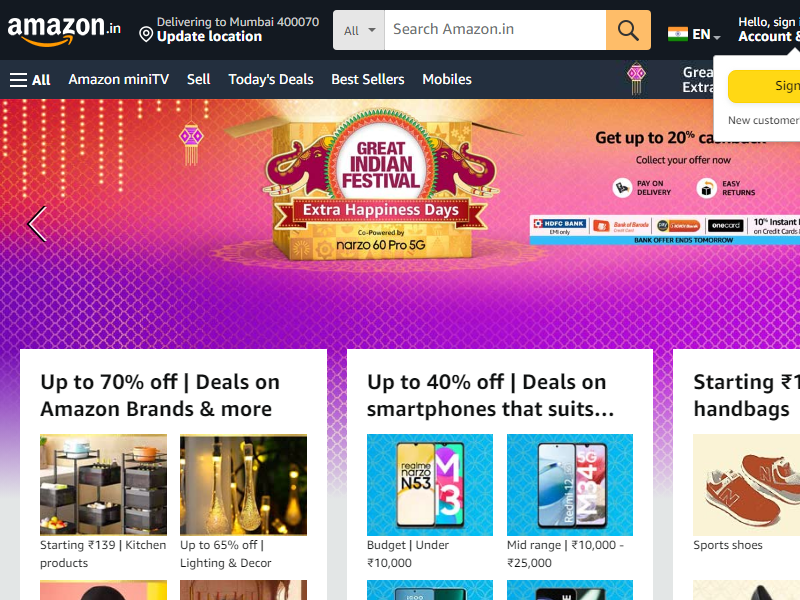 amazon.in
Delivering to Mumbai 400070
Update location
All
Search Amazon.in
EN
Hello, sign
Account &
All
Amazon miniTV
Sell
Today's Deals
Best Sellers
Mobiles
Grea
Extra
Sign
New customer
GREAT
INDIAN
FESTIVAL
Extra Happiness Days
Co-Powered by
narzo 60 Pro 5G
Get up to 20% cashback
Collect your offer now
PAY ON
DELIVERY
EASY
RETURNS
HDFC BANK
EMI only
Bank of Baroda
Credit Card
onecard
10% Instant
on Credit Cards
BANK OFFER ENDS TOMORROW
Up to 70% off | Deals on
Amazon Brands & more
Starting ₹139 | Kitchen
products
Up to 65% off |
Lighting & Decor
Up to 40% off | Deals on
smartphones that suits...
realme
narzo
N53
M
13
Budget | Under
₹10,000
Redmi 12 5G
M34 5G
Mid range | ₹10,000 -
₹25,000
Starting ₹1
handbags
Sports shoes